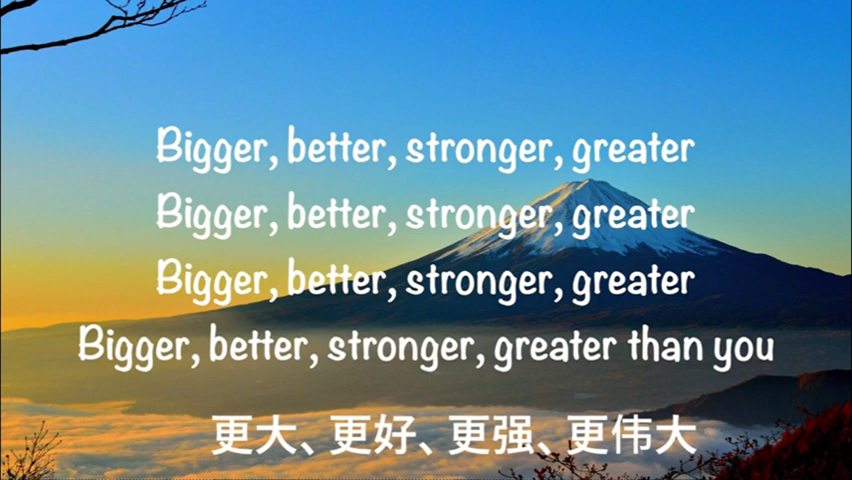 Bigger, better, stronger, greater
Bigger, better, stronger, greater
Bigger, better, stronger, greater
Bigger, better, stronger, greater than you
更大、更好、更强、更伟大